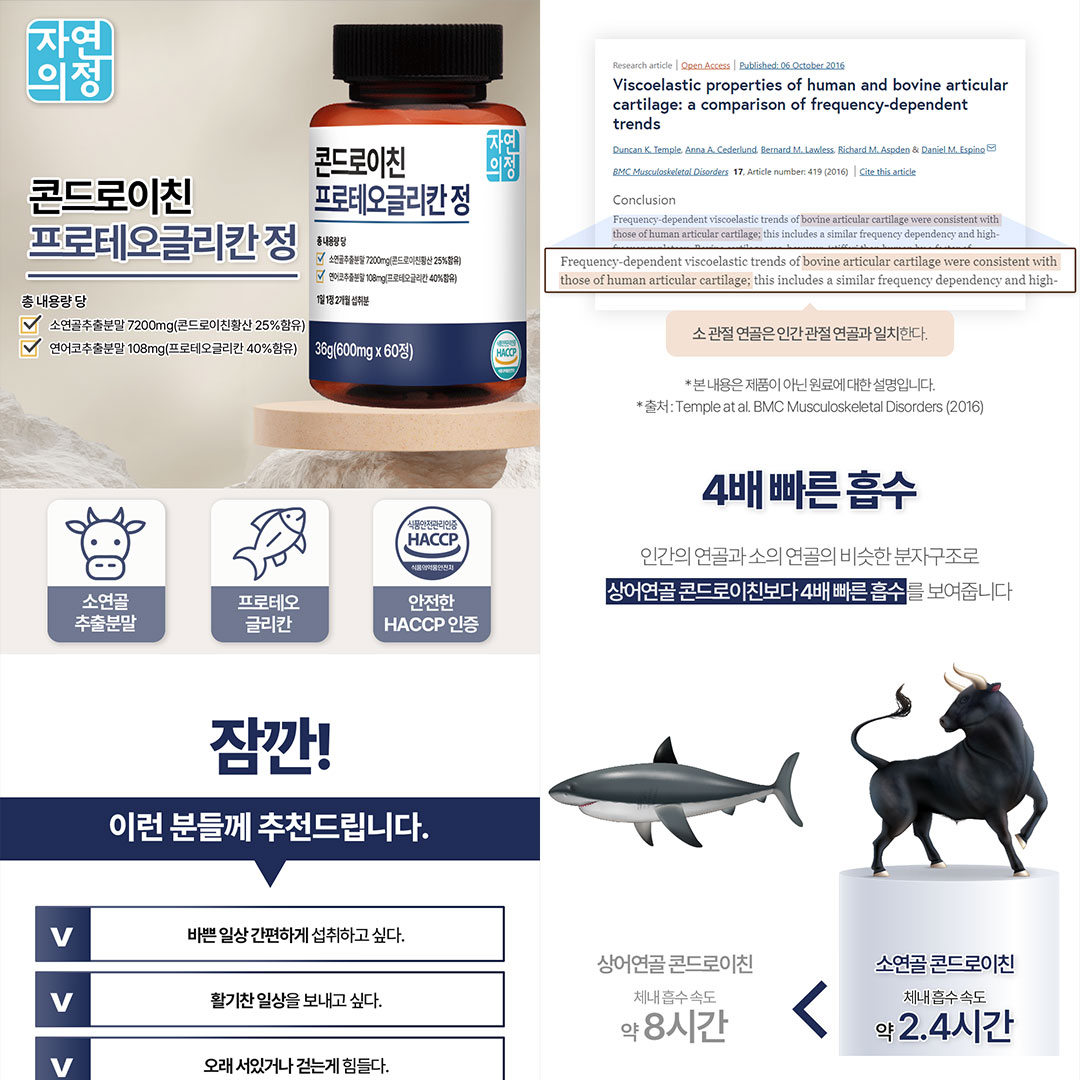 자연
의정
콘드로이친
프로테오글리칸 정
총 내용량 당
소연골추출분말 7200mg(콘드로이친황산 25%함유)
연어코추출분말 108mg(프로테오글리칸 40%함유)
자연
의정
콘드로이친
프로테오글리칸 정
총 내용량 당
소연골추출분말 7200mg(콘드로이친황산 25%함유)
연어코추출분말 108mg(프로테오글리칸 40%함유)
1일 1정 2개월 섭취분
36g(600mg x 60정)
HACCP
소연골
추출분말
프로테오
글리칸
식품안전관리인증
HACCP
식품의약품안전처
안전한
HACCP 인증
잠깐!
이런 분들께 추천드립니다.
V 바쁜 일상 간편하게 섭취하고 싶다.
V 활기찬 일상을 보내고 싶다.
V 오래 서있거나 걷는게 힘들다.
Research article | Open Access | Published: 06 October 2016
Viscoelastic properties of human and bovine articular
cartilage: a comparison of frequency-dependent
trends
Duncan K. Temple, Anna A. Cederlund, Bernard M. Lawless, Richard M. Aspden & Daniel M. Espino
BMC Musculoskeletal Disorders 17, Article number: 419 (2016) | Cite this article
Conclusion
Frequency-dependent viscoelastic trends of bovine articular cartilage were consistent with
those of human articular cartilage; this includes a similar frequency dependency and high-
Frequency-dependent viscoelastic trends of bovine articular cartilage were consistent with
those of human articular cartilage; this includes a similar frequency dependency and high-
소 관절 연골은 인간 관절 연골과 일치한다.
*본 내용은 제품이 아닌 원료에 대한 설명입니다.
*출처 : Temple at al. BMC Musculoskeletal Disorders (2016)
4배 빠른 흡수
인간의 연골과 소의 연골의 비슷한 분자구조로
상어연골 콘드로이친보다 4배 빠른 흡수를 보여줍니다
상어연골 콘드로이친
체내 흡수 속도
약 8시간
소연골 콘드로이친
체내 흡수 속도
약 2.4시간